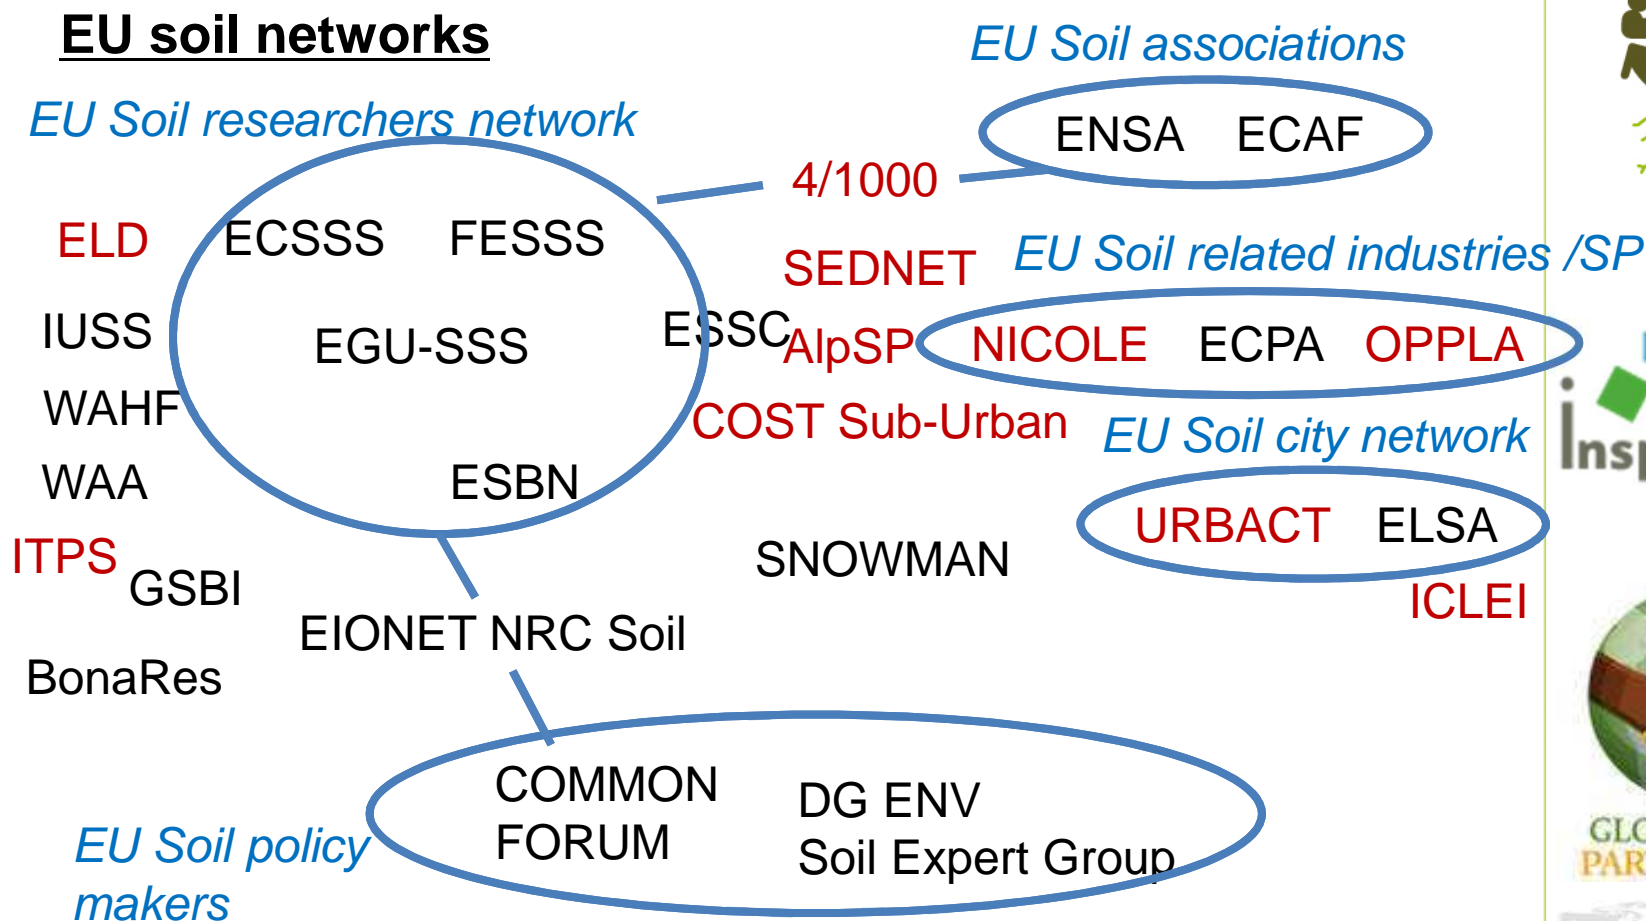 EU soil networks
EU Soil associations
EU Soil researchers network
ENSA ECAF
4/1000
ELD ECSSS FESSS
SEDNET
EU Soil related industries /SP
IUSS
EGU-SSS
ESSC
AlpSP
NICOLE ECPA OPPLA
WAHF
COST Sub-Urban
EU Soil city network
WAA
ESBN
URBACT ELSA
ITPS
GSBI
SNOWMAN
ICLEI
EIONET NRC Soil
BonaRes
COMMON
FORUM
DG ENV
Soil Expert Group
EU Soil policy
makers